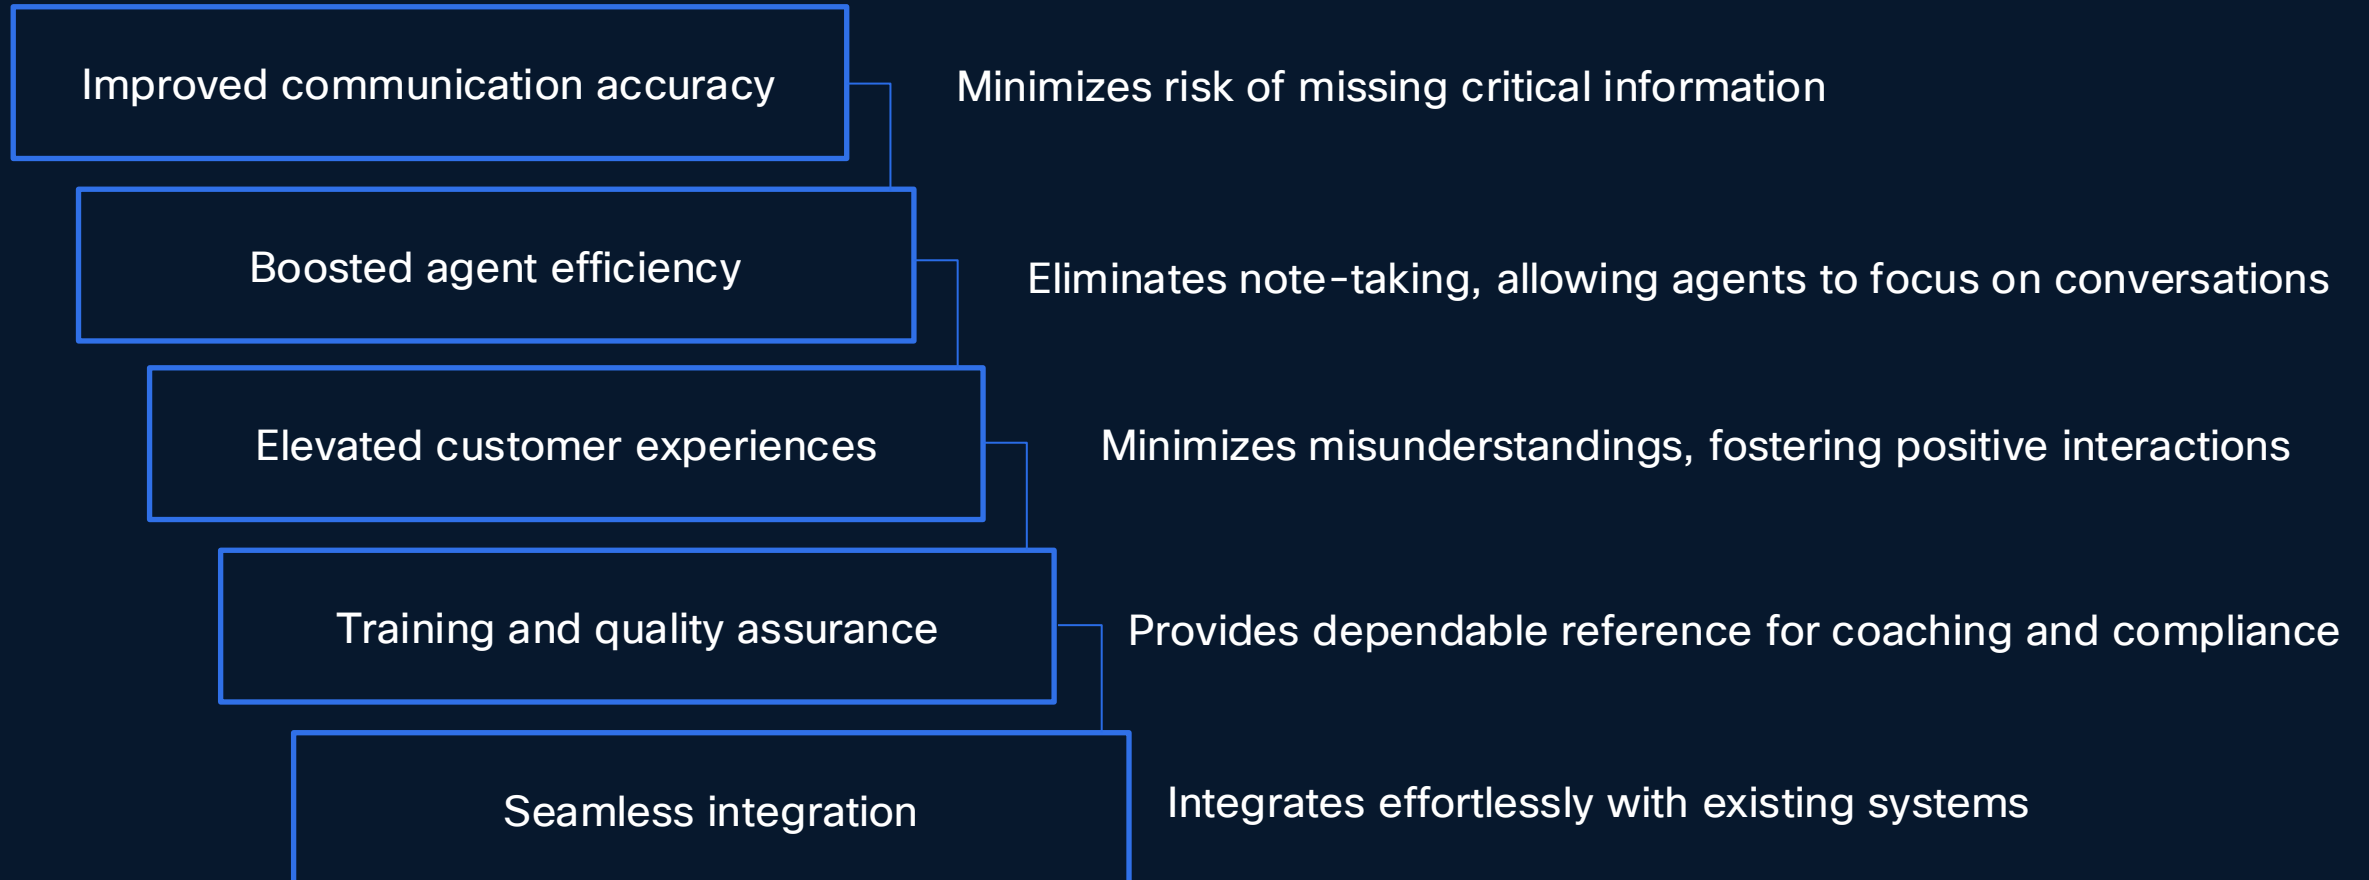 Improved communication accuracy
Minimizes risk of missing critical information
Boosted agent efficiency
Eliminates note-taking, allowing agents to focus on conversations
Elevated customer experiences
Minimizes misunderstandings, fostering positive interactions
Training and quality assurance
Provides dependable reference for coaching and compliance
Seamless integration
Integrates effortlessly with existing systems